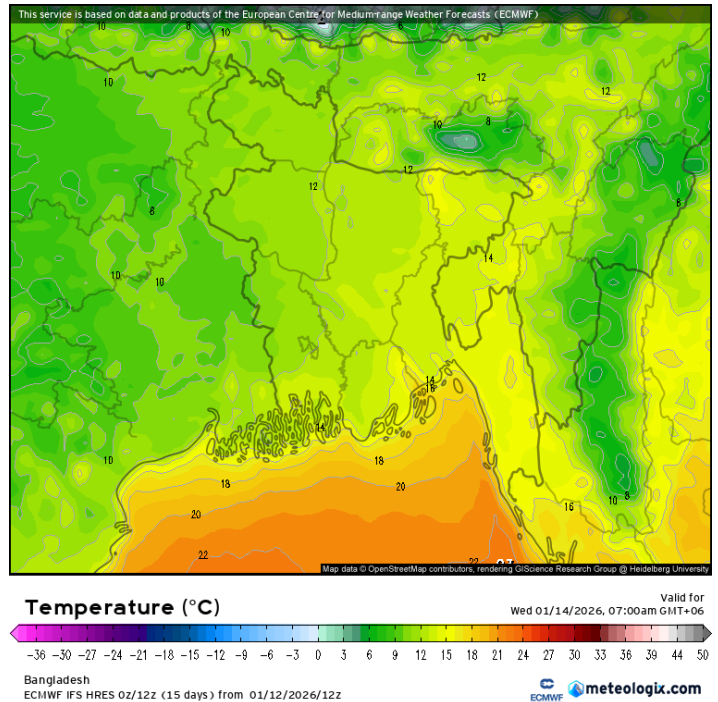 This service is based on data and products of the European Centre for Medium-range Weather Forecasts (ECMWF)
10
8
10
6
12
10
12
10
8
12
12
8
8
14
10
10
14
16
14
10
18
18
20
20
16
10 8
22
22
23
Map data © OpenStreetMap contributors, rendering GIScience Research Group @ Heidelberg University
Temperature (°C)
Valid for
Wed 01/14/2026, 07:00am GMT+06
-36 -30 -27 -24 -21 -18 -15 -12 -9 -6 -3 0 3 6 9 12 15 18 21 24 27 30 33 36 39 44 50
Bangladesh
ECMWF IFS HRES 0z/12z (15 days) from 01/12/2026/12z
ECMWF
meteologix.com